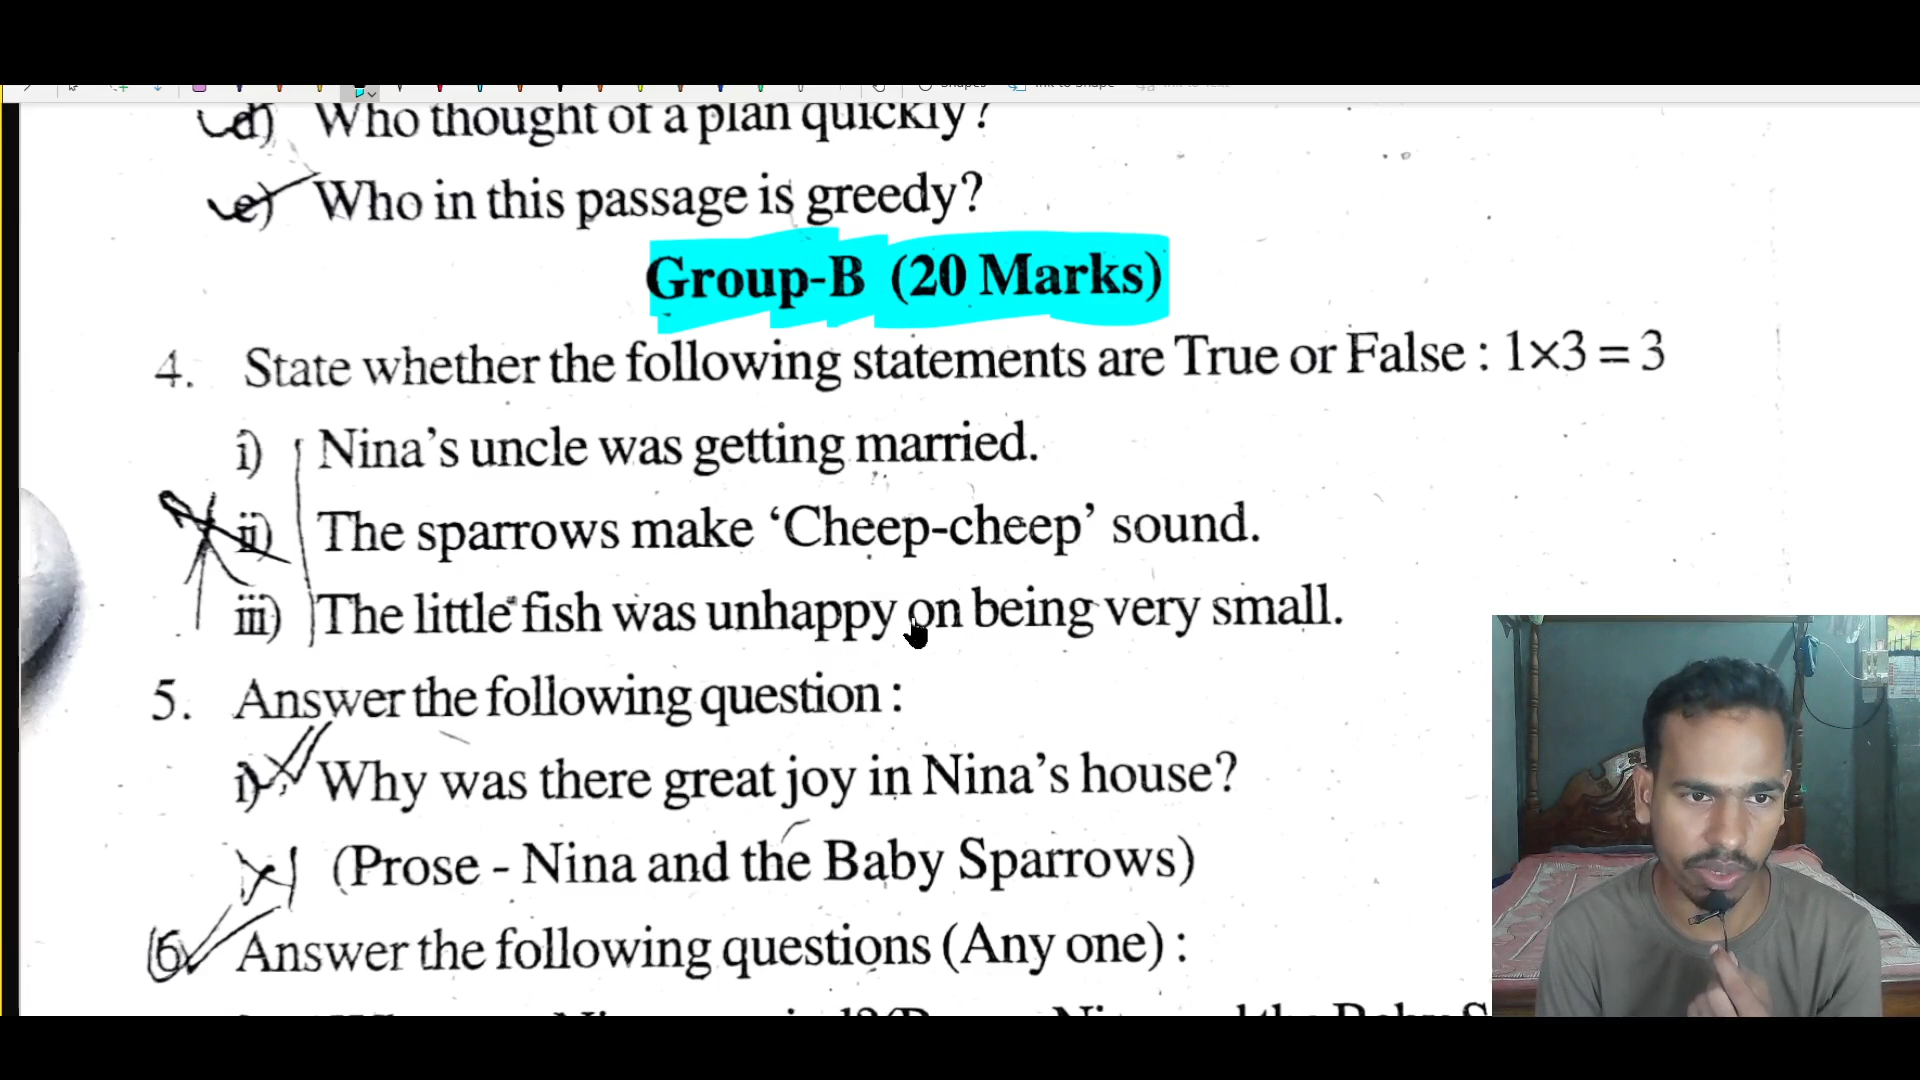 d) Who thought of a plan quickly?
e) Who in this passage is greedy?
Group-B (20 Marks)
4. State whether the following statements are True or False : 1×3 = 3
i) Nina's uncle was getting married.
ii) The sparrows make 'Cheep-cheep' sound.
iii) The little fish was unhappy on being very small.
5. Answer the following question :
i) Why was there great joy in Nina's house?
(Prose - Nina and the Baby Sparrows)
6. Answer the following questions (Any one) :